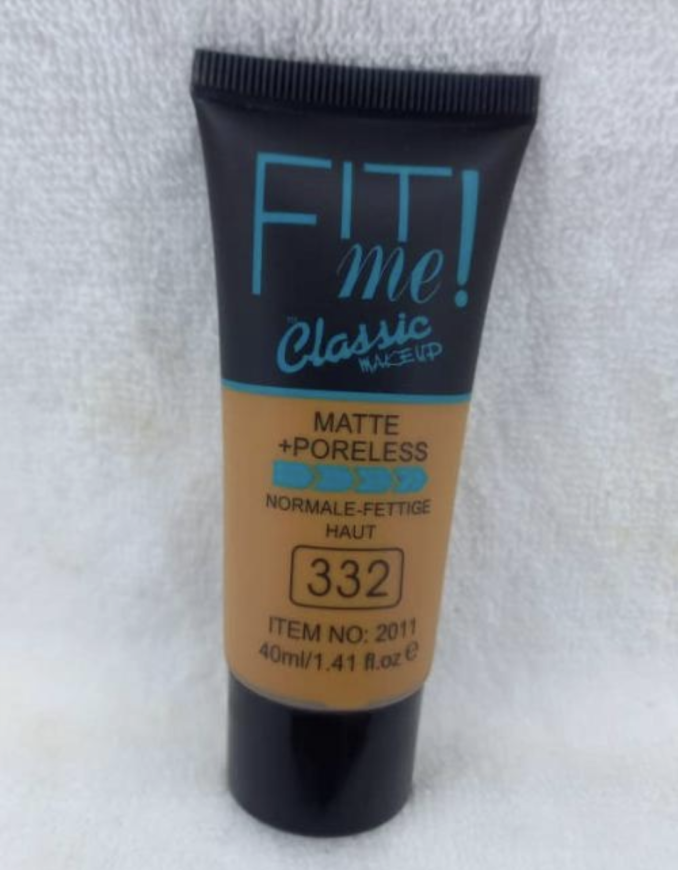 FIT!
me
Classic
MAKEUP
MATTE
+PORELESS
NORMALE-FETTIGE
HAUT
332
ITEM NO: 2011
40ml/1.41 fl.oz e